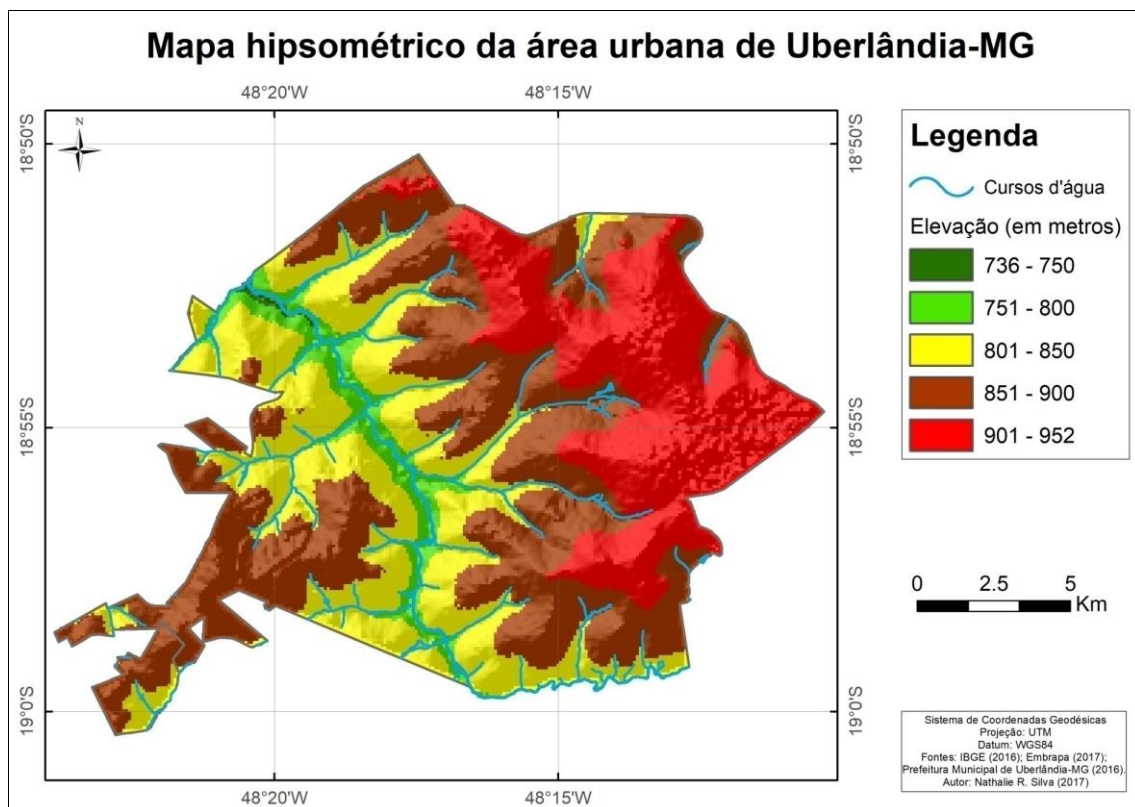 Mapa hipsométrico da área urbana de Uberlândia-MG
48°20'W
48°15'W
N
18°50'S
18°50'S
18°55'S
18°55'S
19°0'S
19°0'S
48°20'W
48°15'W
Legenda
Cursos d'água
Elevação (em metros)
736 - 750
751 - 800
801 - 850
851 - 900
901 - 952
0 2.5 5
Km
Sistema de Coordenadas Geodésicas
Projeção: UTM
Datum: WGS84
Fontes: IBGE (2016); Embrapa (2017);
Prefeitura Municipal de Uberlândia-MG (2016).
Autor: Nathalie R. Silva (2017)